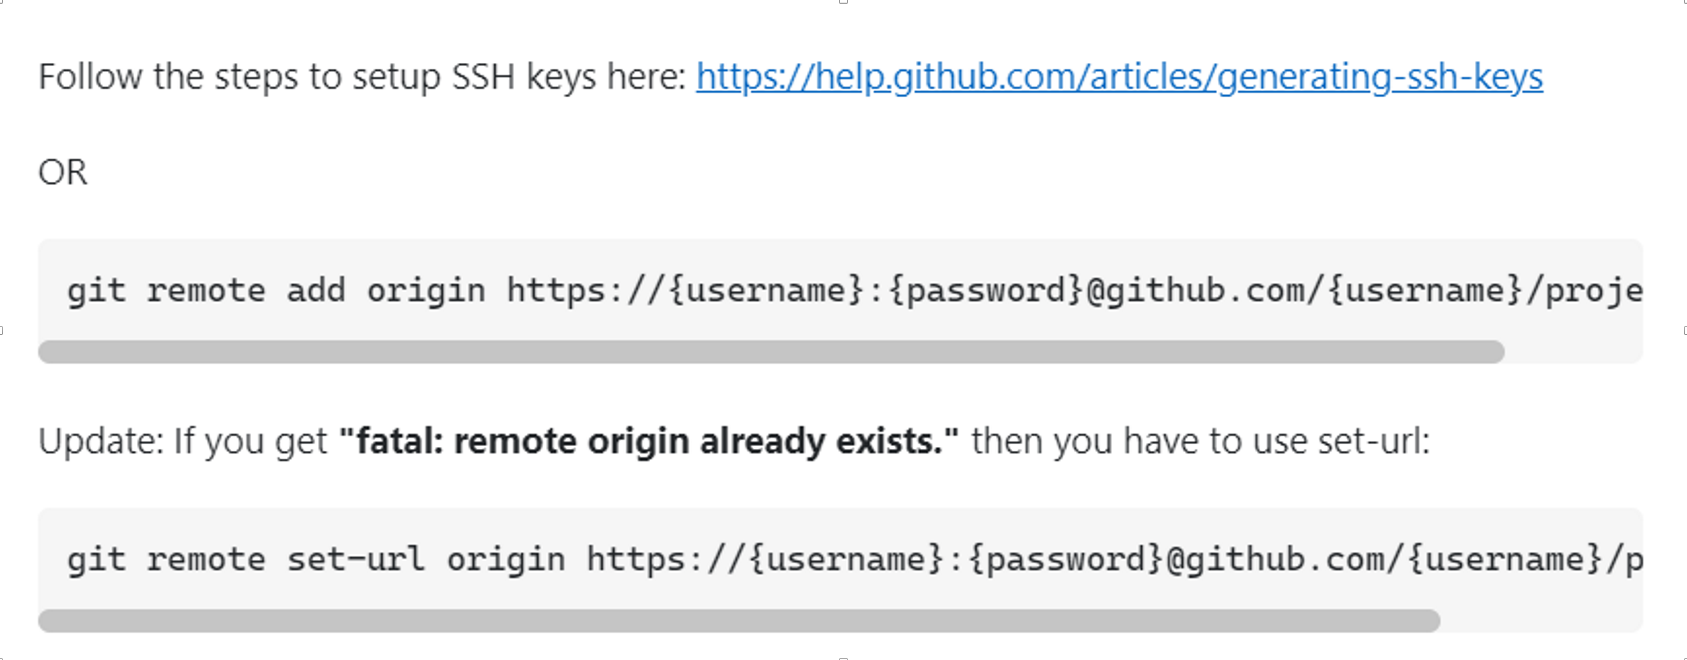 Follow the steps to setup SSH keys here: https://help.github.com/articles/generating-ssh-keys
OR
git remote add origin https://{username}:{password}@github.com/{username}/proje
Update: If you get "fatal: remote origin already exists." then you have to use set-url:
git remote set-url origin https://{username}:{password}@github.com/{username}/p